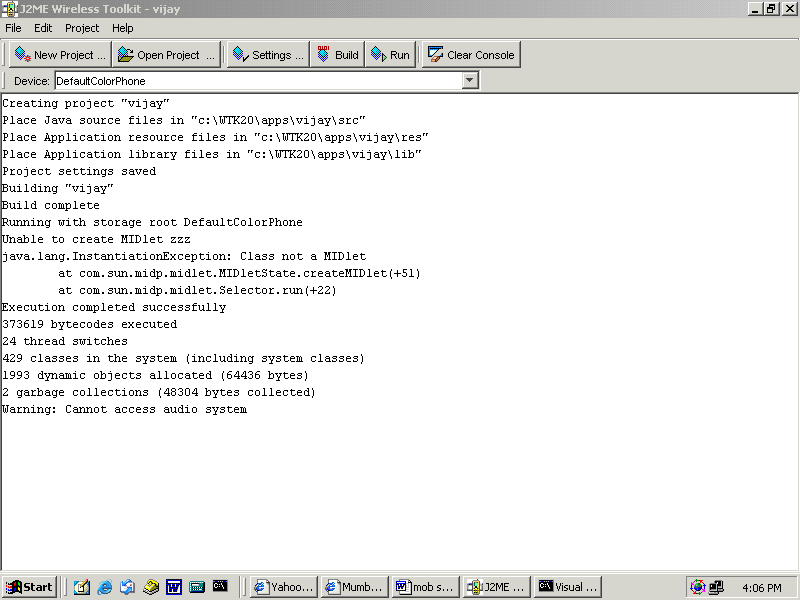 J2ME Wireless Toolkit - vijay
File Edit Project Help
New Project ... Open Project ... Settings ... Build Run Clear Console
Device: DefaultColorPhone
Creating project "vijay"
Place Java source files in "c:\WTK20\apps\vijay\src"
Place Application resource files in "c:\WTK20\apps\vijay\res"
Place Application library files in "c:\WTK20\apps\vijay\lib"
Project settings saved
Building "vijay"
Build complete
Running with storage root DefaultColorPhone
Unable to create MIDlet zzz
java.lang.InstantiationException: Class not a MIDlet
at com.sun.midp.midlet.MIDletState.createMIDlet(+51)
at com.sun.midp.midlet.Selector.run(+22)
Execution completed successfully
373619 bytecodes executed
24 thread switches
429 classes in the system (including system classes)
1993 dynamic objects allocated (64436 bytes)
2 garbage collections (48304 bytes collected)
Warning: Cannot access audio system
Start Yahoo... Mumb... mob s... J2ME ... Visual ... 4:06 PM